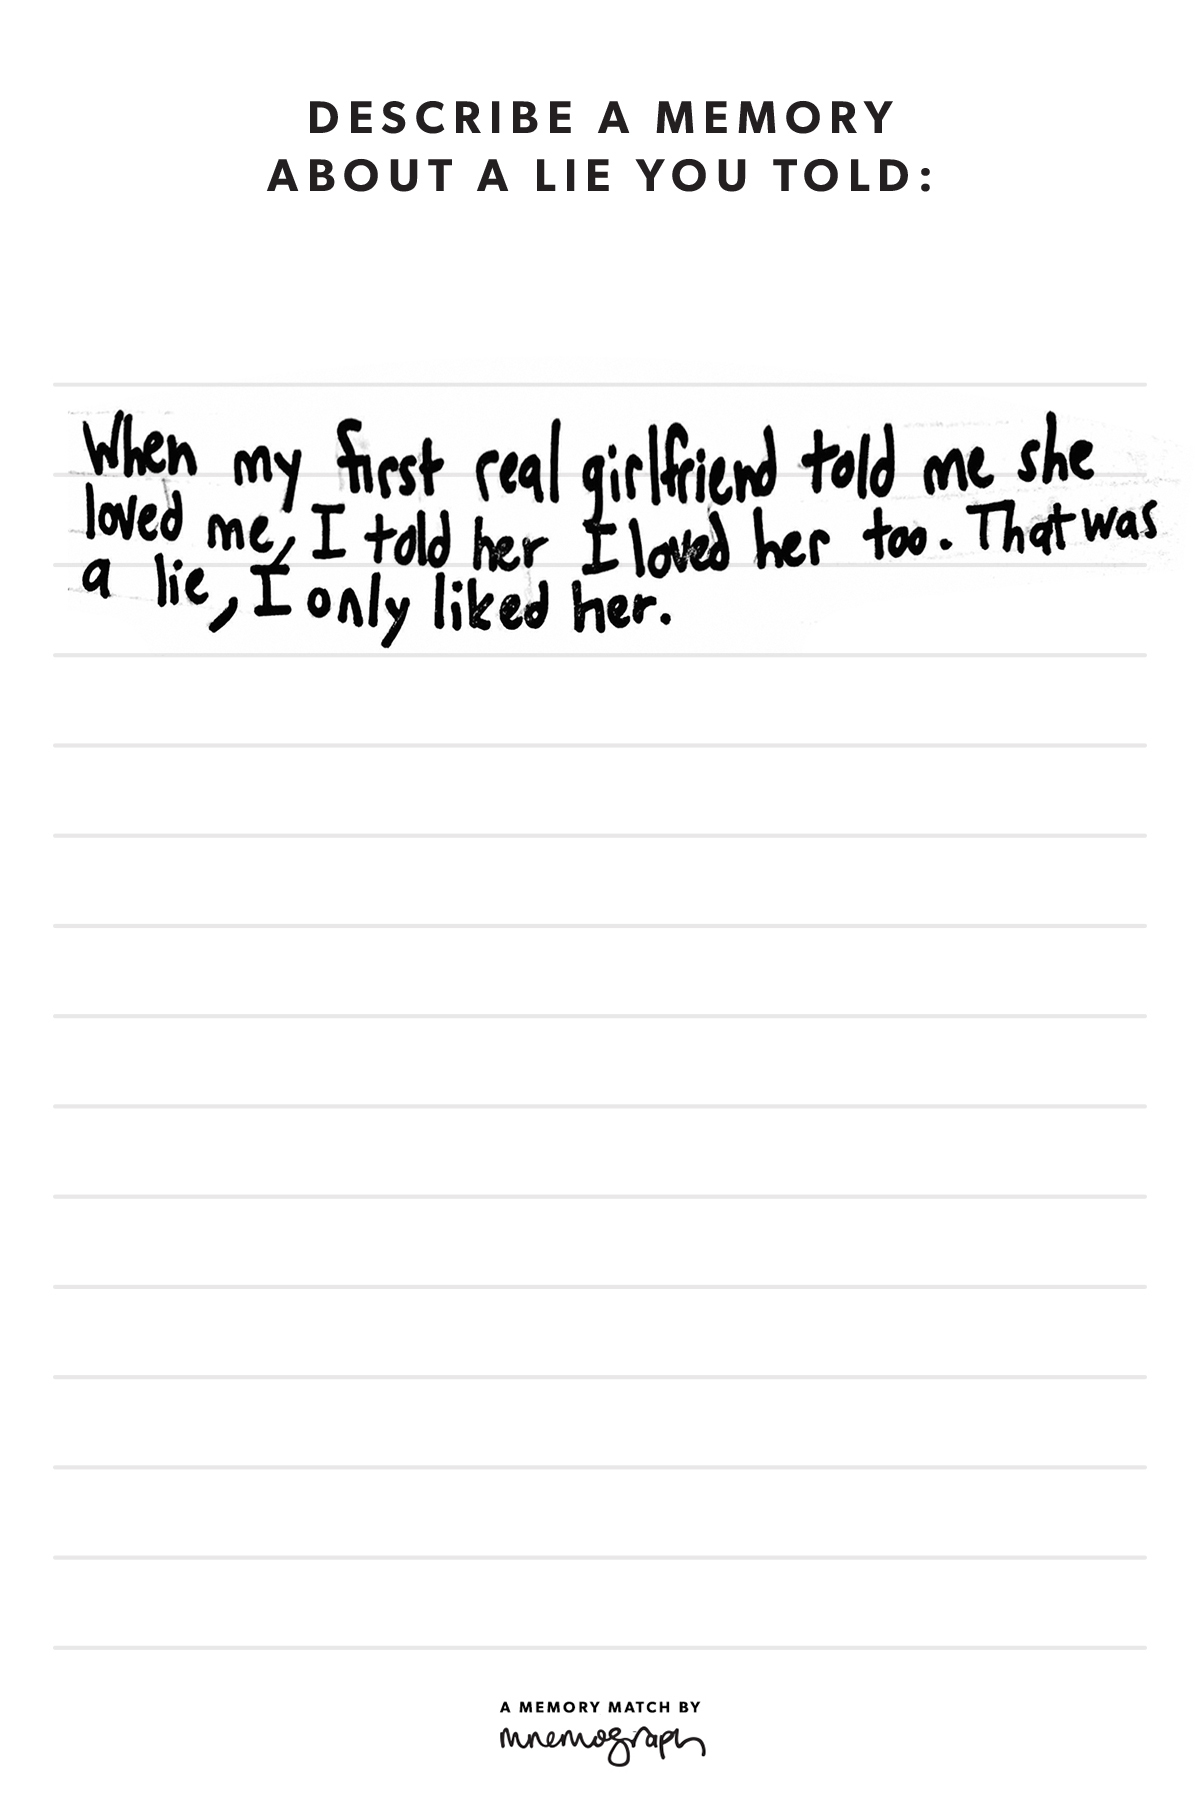 DESCRIBE A MEMORY
ABOUT A LIE YOU TOLD:
When my first real girlfriend told me she
loved me, I told her I loved her too. That was
a lie, I only liked her.
A MEMORY MATCH BY
mnemograph